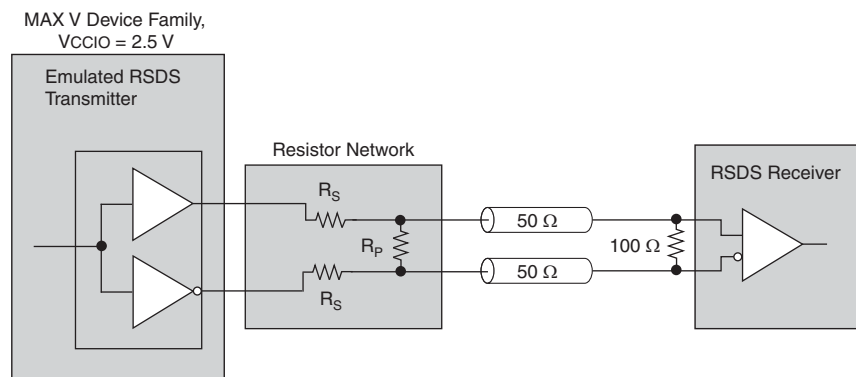 MAX V Device Family,
VCCIO = 2.5 V
Emulated RSDS
Transmitter
Resistor Network
RSDS Receiver
RS
50 Ω
RP
100 Ω
50 Ω
RS